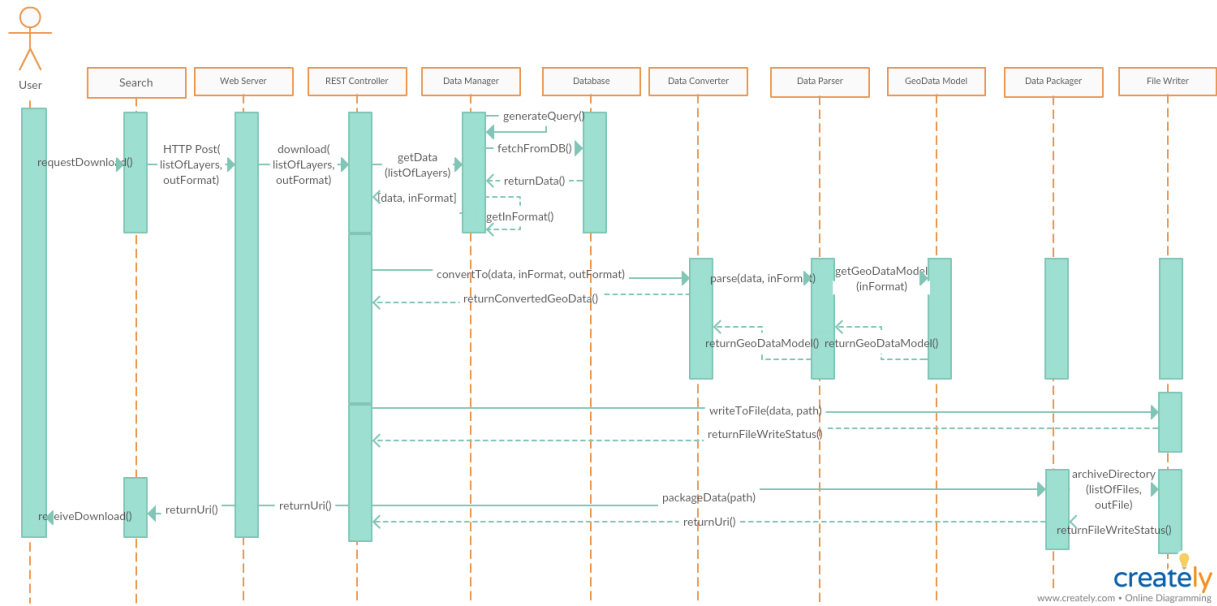 User
Search
Web Server
REST Controller
Data Manager
Database
Data Converter
Data Parser
GeoData Model
Data Packager
File Writer
generateQuery()
requestDownload()
HTTP Post(
listOfLayers,
outFormat)
download(
listOfLayers,
outFormat)
getData
(listOfLayers)
fetchFromDB()
returnData()
[data, inFormat]
getInFormat()
convertTo(data, inFormat, outFormat)
parse(data, inFormat)
getGeoDataModel
(inFormat)
returnConvertedGeoData()
returnGeoDataModel()
returnGeoDataModel()
writeToFile(data, path)
returnFileWriteStatus()
packageData(path)
archiveDirectory
(listOfFiles,
outFile)
receiveDownload()
returnUri()
returnUri()
returnUri()
returnFileWriteStatus()
creately
www.creately.com • Online Diagramming